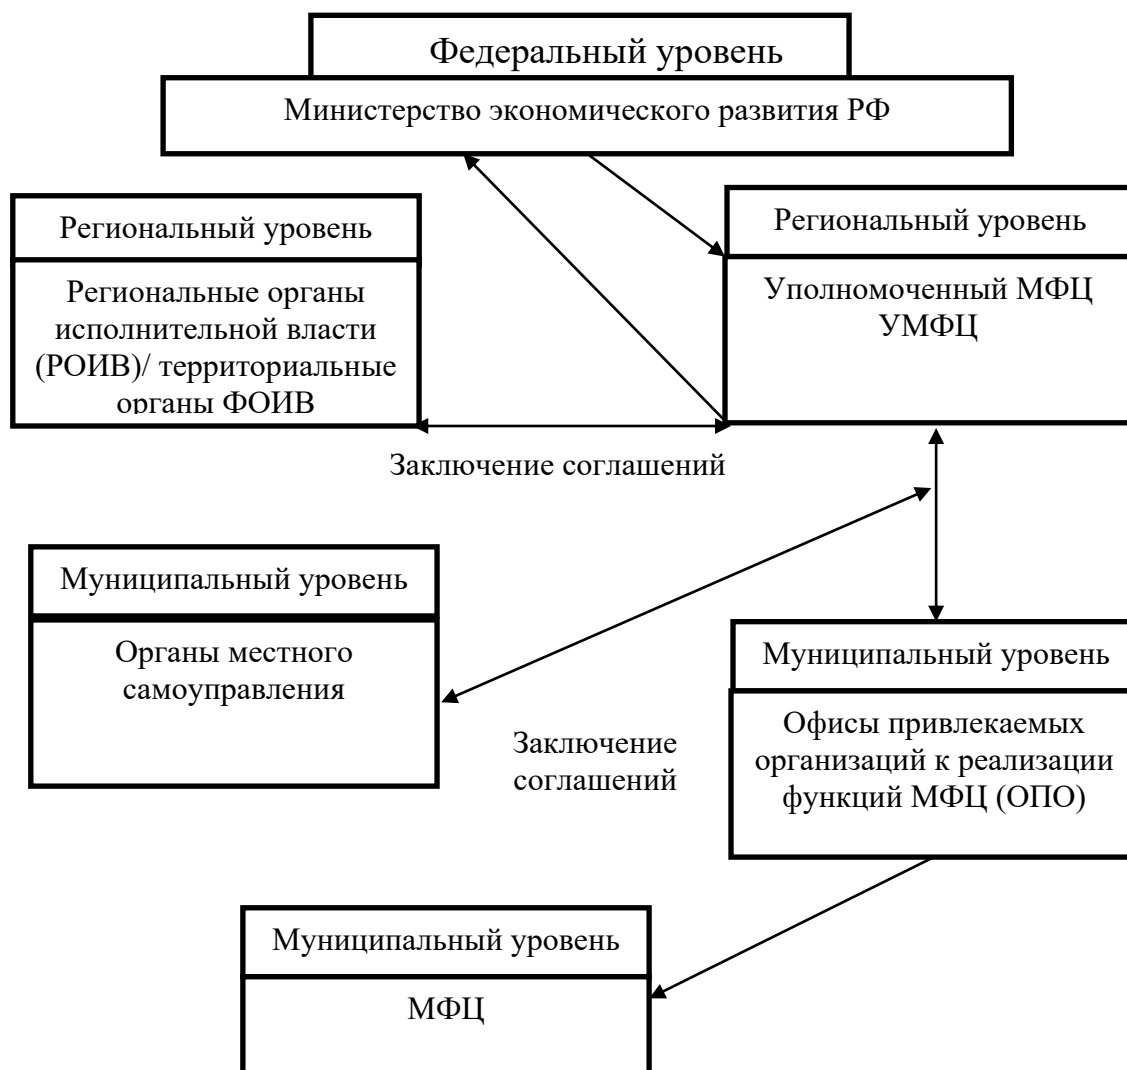 Федеральный уровень
Министерство экономического развития РФ
Региональный уровень
Региональные органы
исполнительной власти
(РОИВ)/ территориальные
органы ФОИВ
Региональный уровень
Уполномоченный МФЦ
УМФЦ
Заключение соглашений
Муниципальный уровень
Органы местного
самоуправления
Заключение
соглашений
Муниципальный уровень
Офисы привлекаемых
организаций к реализации
функций МФЦ (ОПО)
Муниципальный уровень
МФЦ